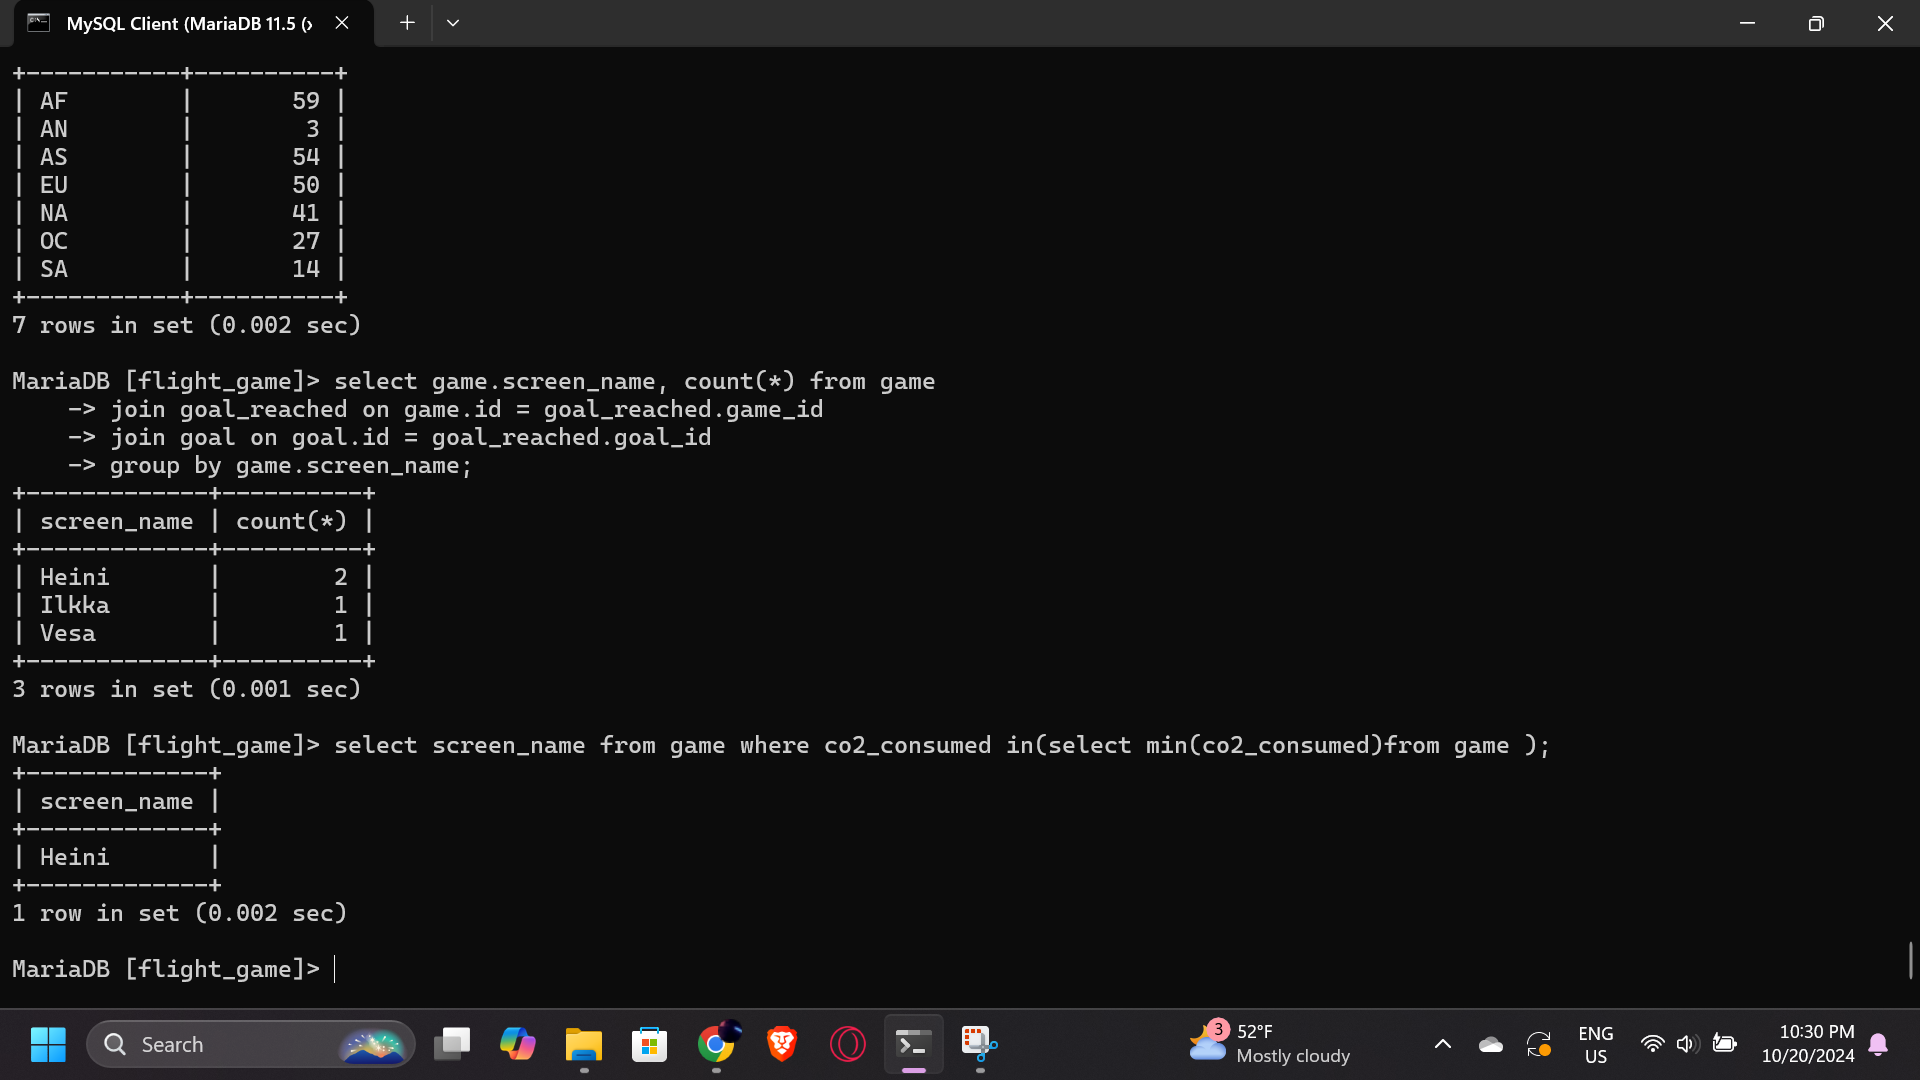 MySQL Client (MariaDB 11.5 (x
+-----------+----------+
| AF        |       59 |
| AN        |        3 |
| AS        |       54 |
| EU        |       50 |
| NA        |       41 |
| OC        |       27 |
| SA        |       14 |
+-----------+----------+
7 rows in set (0.002 sec)
MariaDB [flight_game]> select game.screen_name, count(*) from game
    -> join goal_reached on game.id = goal_reached.game_id
    -> join goal on goal.id = goal_reached.goal_id
    -> group by game.screen_name;
+-------------+----------+
| screen_name | count(*) |
+-------------+----------+
| Heini       |        2 |
| Ilkka       |        1 |
| Vesa        |        1 |
+-------------+----------+
3 rows in set (0.001 sec)
MariaDB [flight_game]> select screen_name from game where co2_consumed in(select min(co2_consumed)from game );
+-------------+
| screen_name |
+-------------+
| Heini       |
+-------------+
1 row in set (0.002 sec)
MariaDB [flight_game]>
Search
3
52°F
Mostly cloudy
ENG
US
10:30 PM
10/20/2024